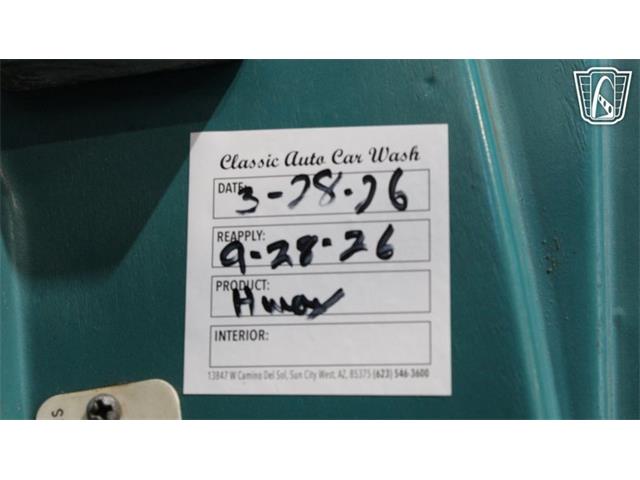 Classic Auto Car Wash
DATE: 3-28-26
REAPPLY: 9-28-26
PRODUCT: Hwax
INTERIOR:
13847 W Camino Del Sol, Sun City West, AZ, 85375 (623) 546-3600
S